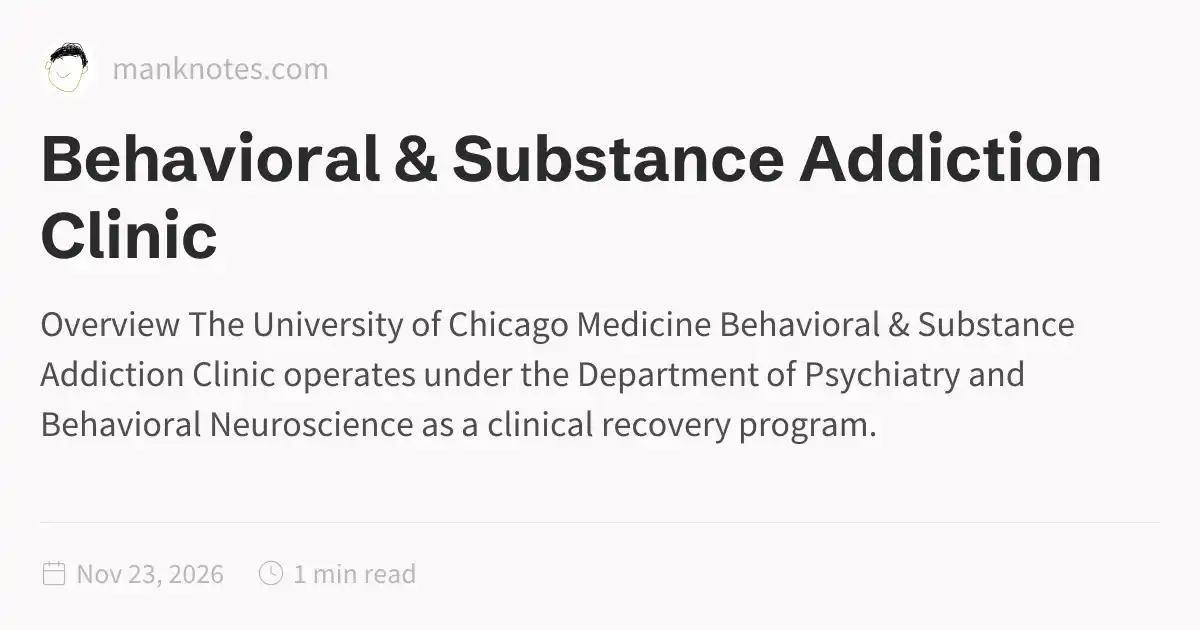 manknotes.com
Behavioral & Substance Addiction
Clinic
Overview The University of Chicago Medicine Behavioral & Substance
Addiction Clinic operates under the Department of Psychiatry and
Behavioral Neuroscience as a clinical recovery program.
Nov 23, 2026 1 min read